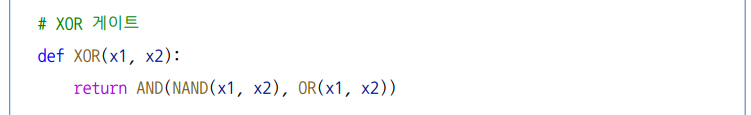 # XOR 게이트
def XOR(x1, x2):
    return AND(NAND(x1, x2), OR(x1, x2))